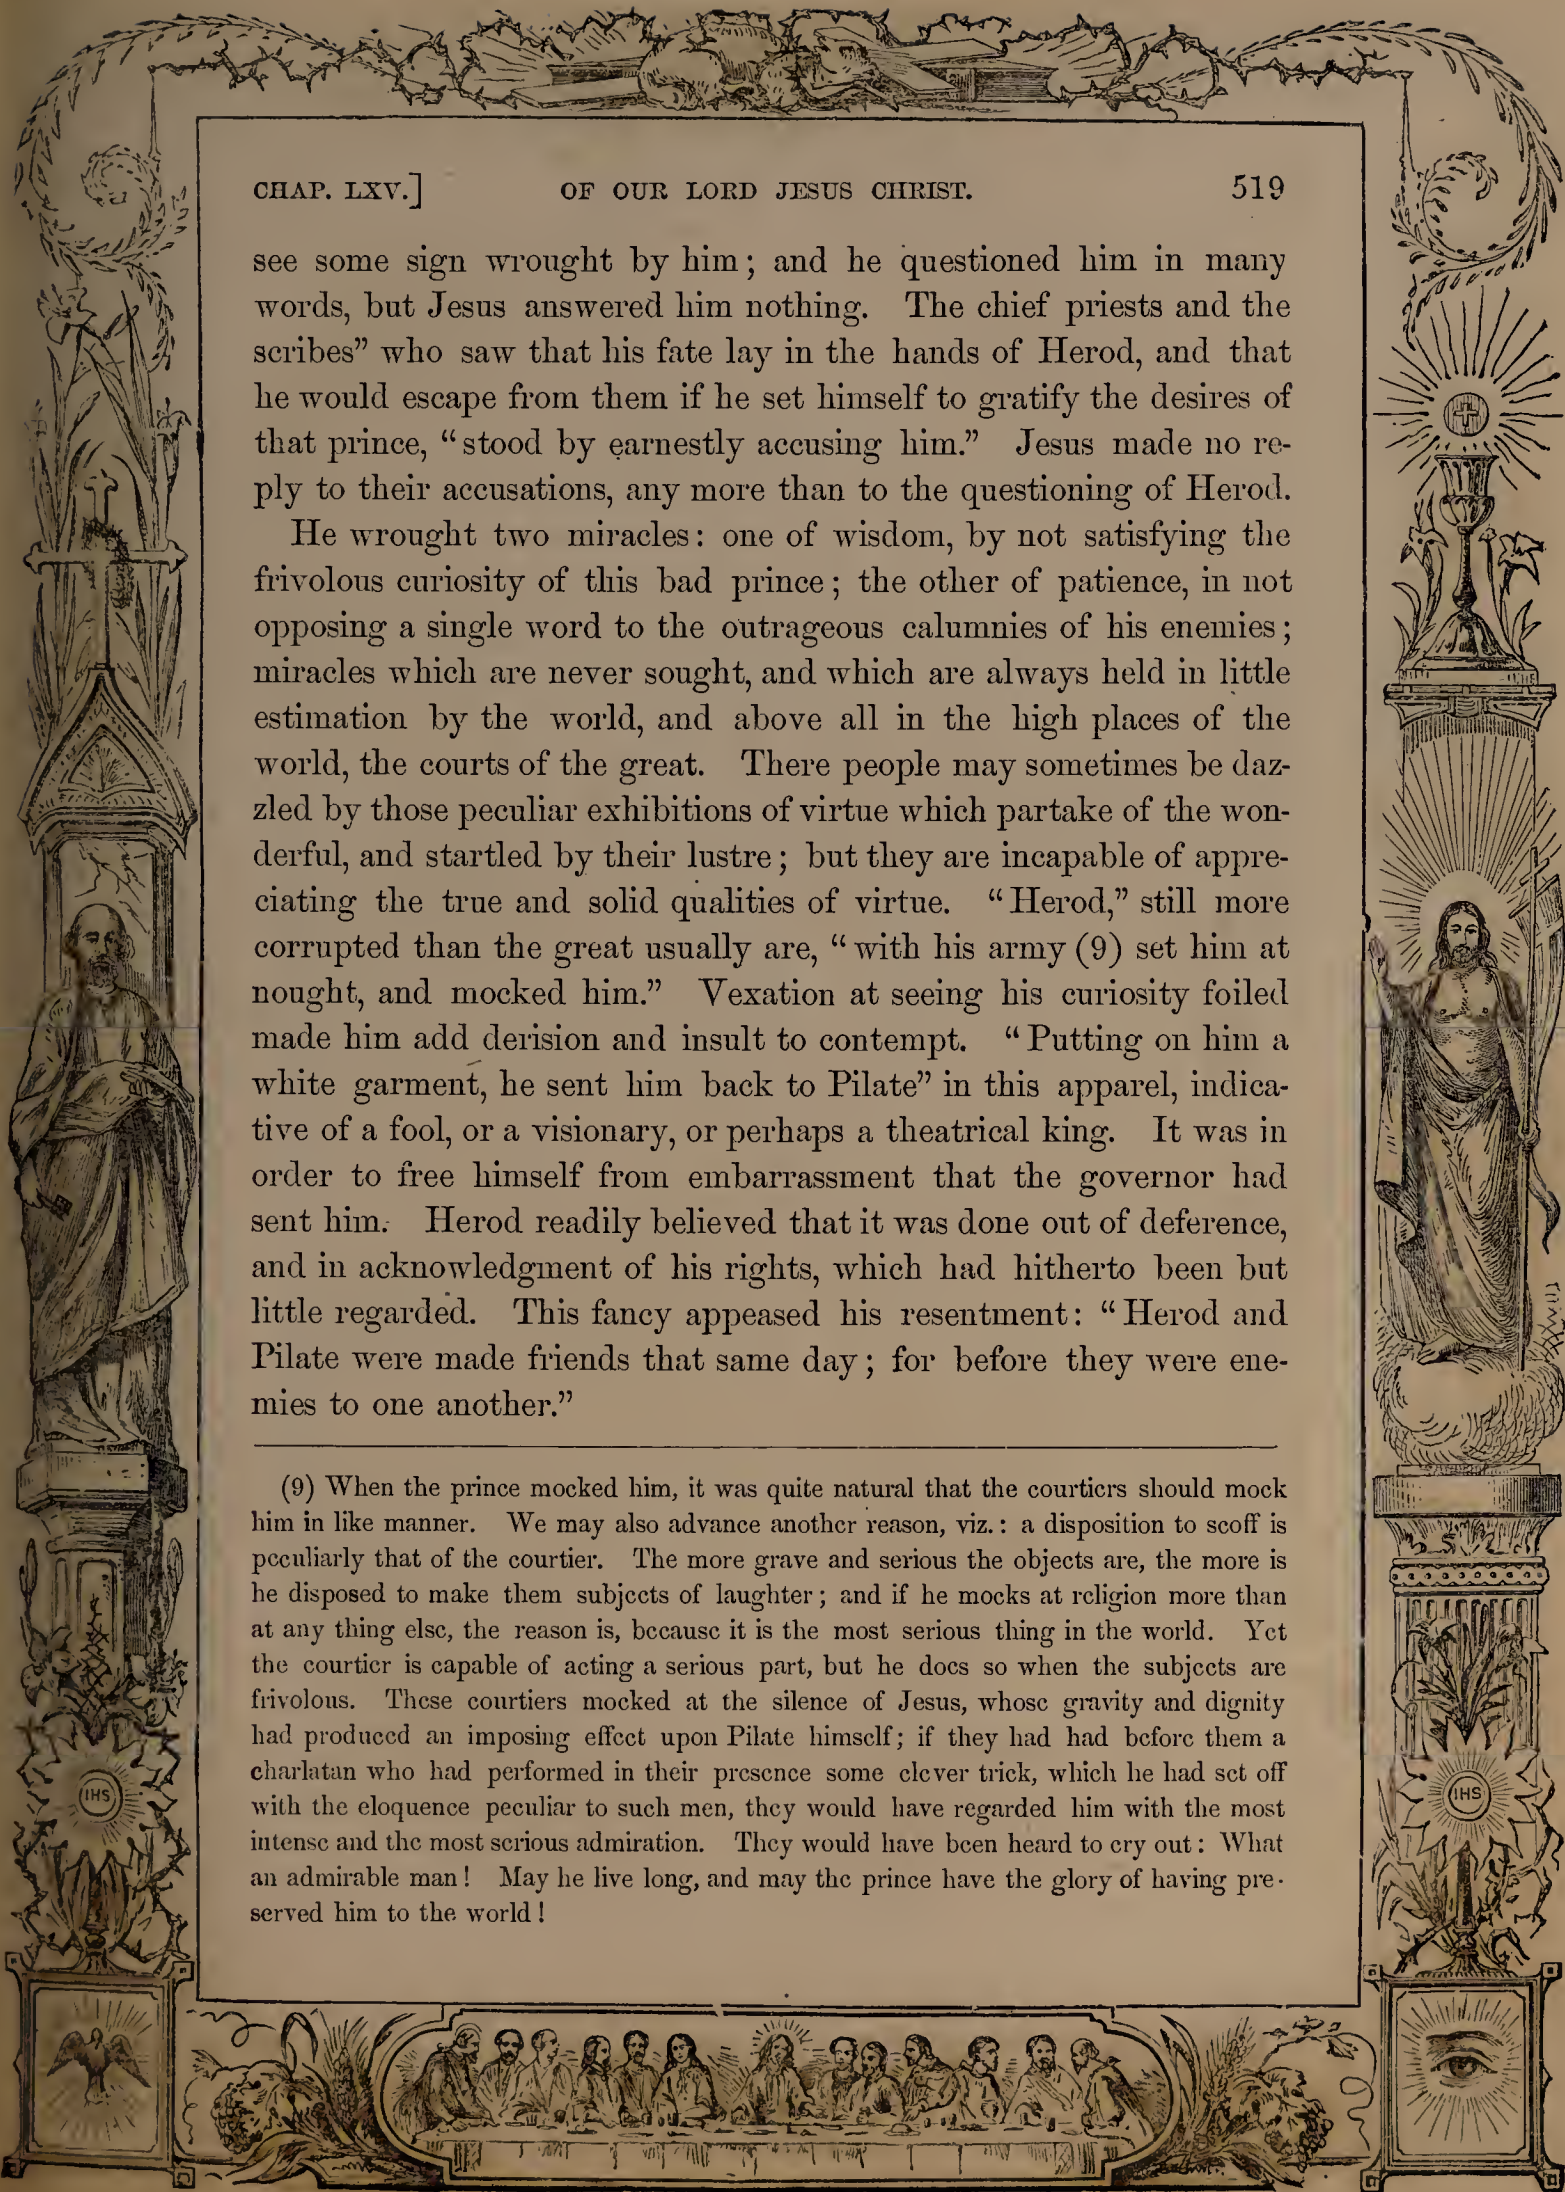 CHAP. LXV.] OF OUR LORD JESUS CHRIST. 519
see some sign wrought by him; and he questioned him in many
words, but Jesus answered him nothing. The chief priests and the
scribes” who saw that his fate lay in the hands of Herod, and that
he would escape from them if he set himself to gratify the desires of
that prince, “stood by earnestly accusing him.” Jesus made no re-
ply to their accusations, any more than to the questioning of Herod.
He wrought two miracles: one of wisdom, by not satisfying the
frivolous curiosity of this bad prince; the other of patience, in not
opposing a single word to the outrageous calumnies of his enemies;
miracles which are never sought, and which are always held in little
estimation by the world, and above all in the high places of the
world, the courts of the great. There people may sometimes be daz-
zled by those peculiar exhibitions of virtue which partake of the won-
derful, and startled by their lustre; but they are incapable of appre-
ciating the true and solid qualities of virtue. “Herod,” still more
corrupted than the great usually are, “with his army (9) set him at
nought, and mocked him.” Vexation at seeing his curiosity foiled
made him add derision and insult to contempt. “Putting on him a
white garment, he sent him back to Pilate” in this apparel, indica-
tive of a fool, or a visionary, or perhaps a theatrical king. It was in
order to free himself from embarrassment that the governor had
sent him. Herod readily believed that it was done out of deference,
and in acknowledgment of his rights, which had hitherto been but
little regarded. This fancy appeased his resentment: “Herod and
Pilate were made friends that same day; for before they were ene-
mies to one another.”
(9) When the prince mocked him, it was quite natural that the courtiers should mock
him in like manner. We may also advance another reason, viz.: a disposition to scoff is
peculiarly that of the courtier. The more grave and serious the objects are, the more is
he disposed to make them subjects of laughter; and if he mocks at religion more than
at any thing else, the reason is, because it is the most serious thing in the world. Yet
the courtier is capable of acting a serious part, but he does so when the subjects are
frivolous. These courtiers mocked at the silence of Jesus, whose gravity and dignity
had produced an imposing effect upon Pilate himself; if they had had before them a
charlatan who had performed in their presence some clever trick, which he had set off
with the eloquence peculiar to such men, they would have regarded him with the most
intense and the most serious admiration. They would have been heard to cry out: What
an admirable man! May he live long, and may the prince have the glory of having pre-
served him to the world!
IHS
IHS